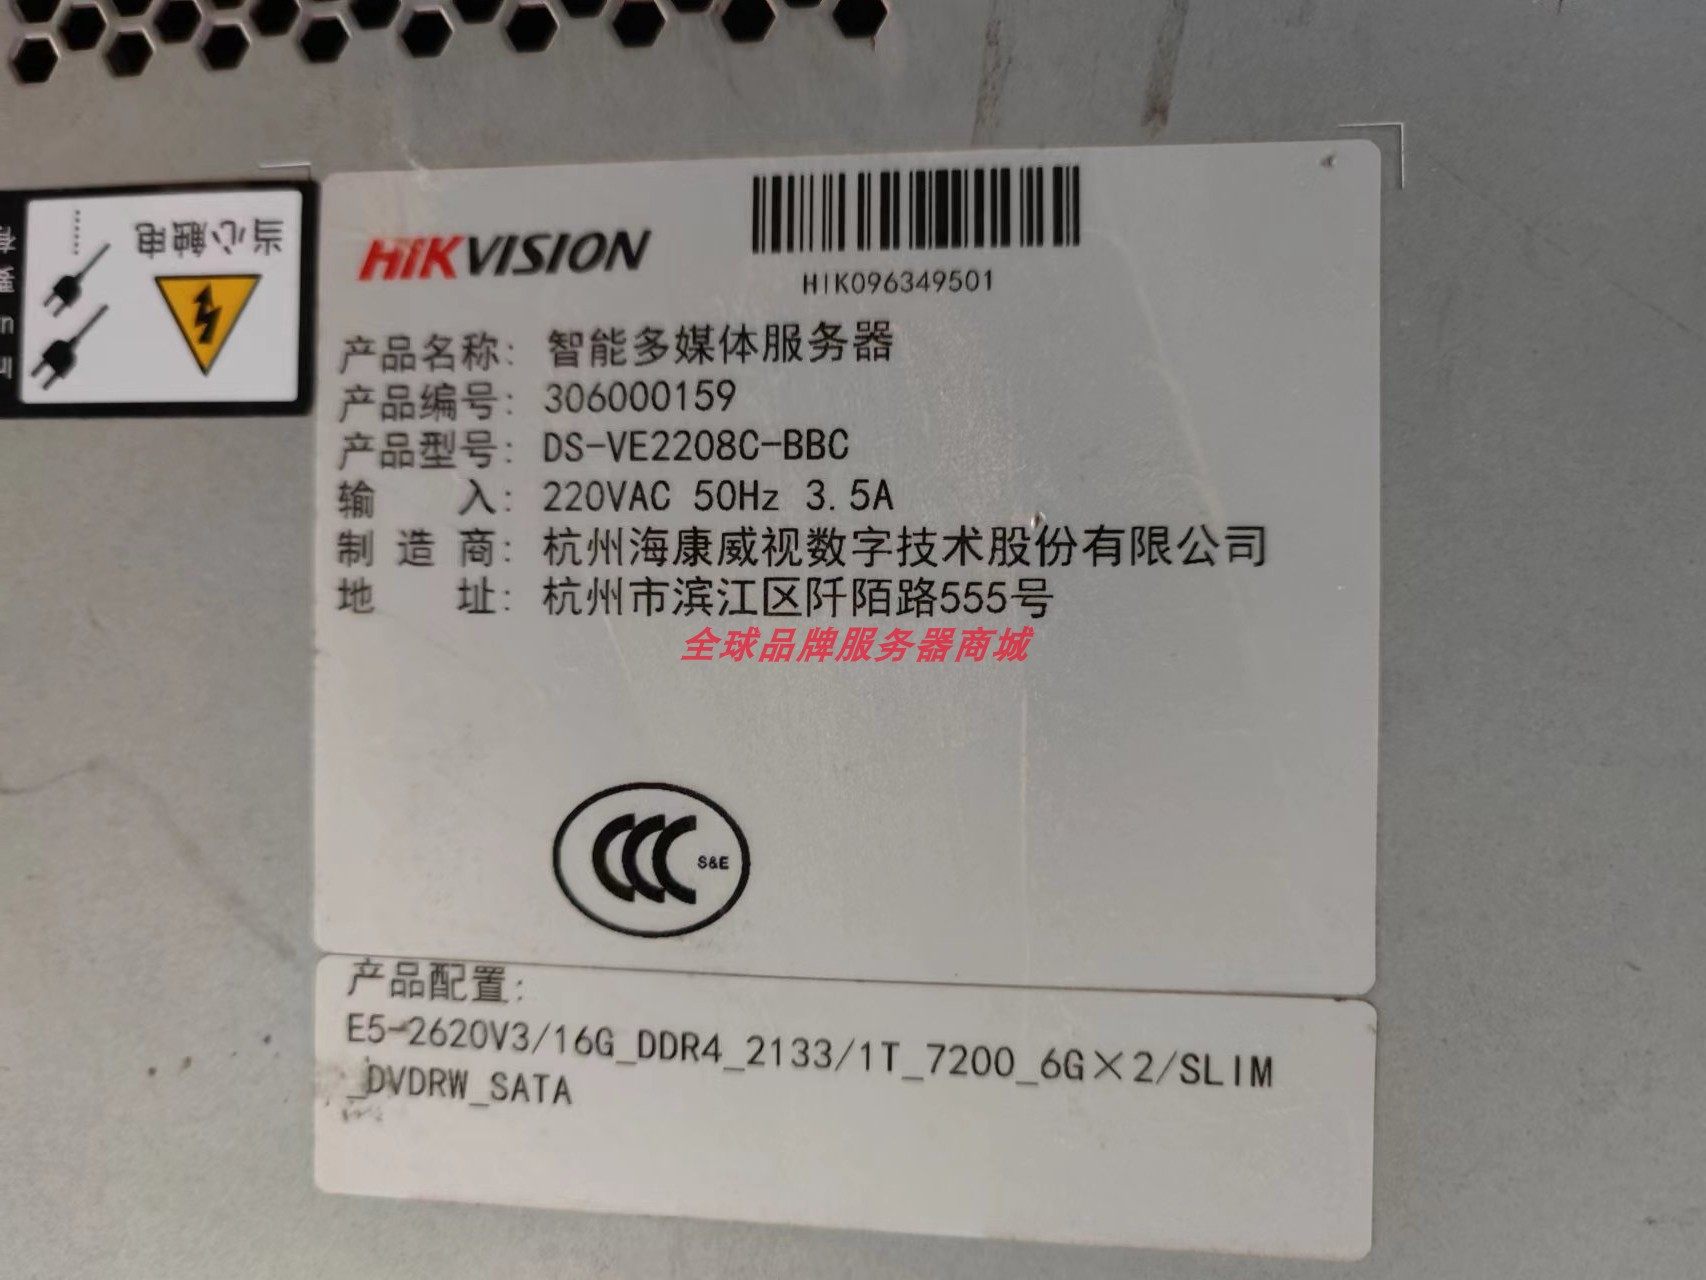 当心触电
HIKVISION
HIK096349501
产品名称: 智能多媒体服务器
产品编号: 306000159
产品型号: DS-VE2208C-BBC
输 入: 220VAC 50Hz 3.5A
制 造 商: 杭州海康威视数字技术股份有限公司
地 址: 杭州市滨江区阡陌路555号
全球品牌服务器商城
CCC S&E
产品配置:
E5-2620V3/16G_DDR4_2133/1T_7200_6G×2/SLIM
_DVDRW_SATA